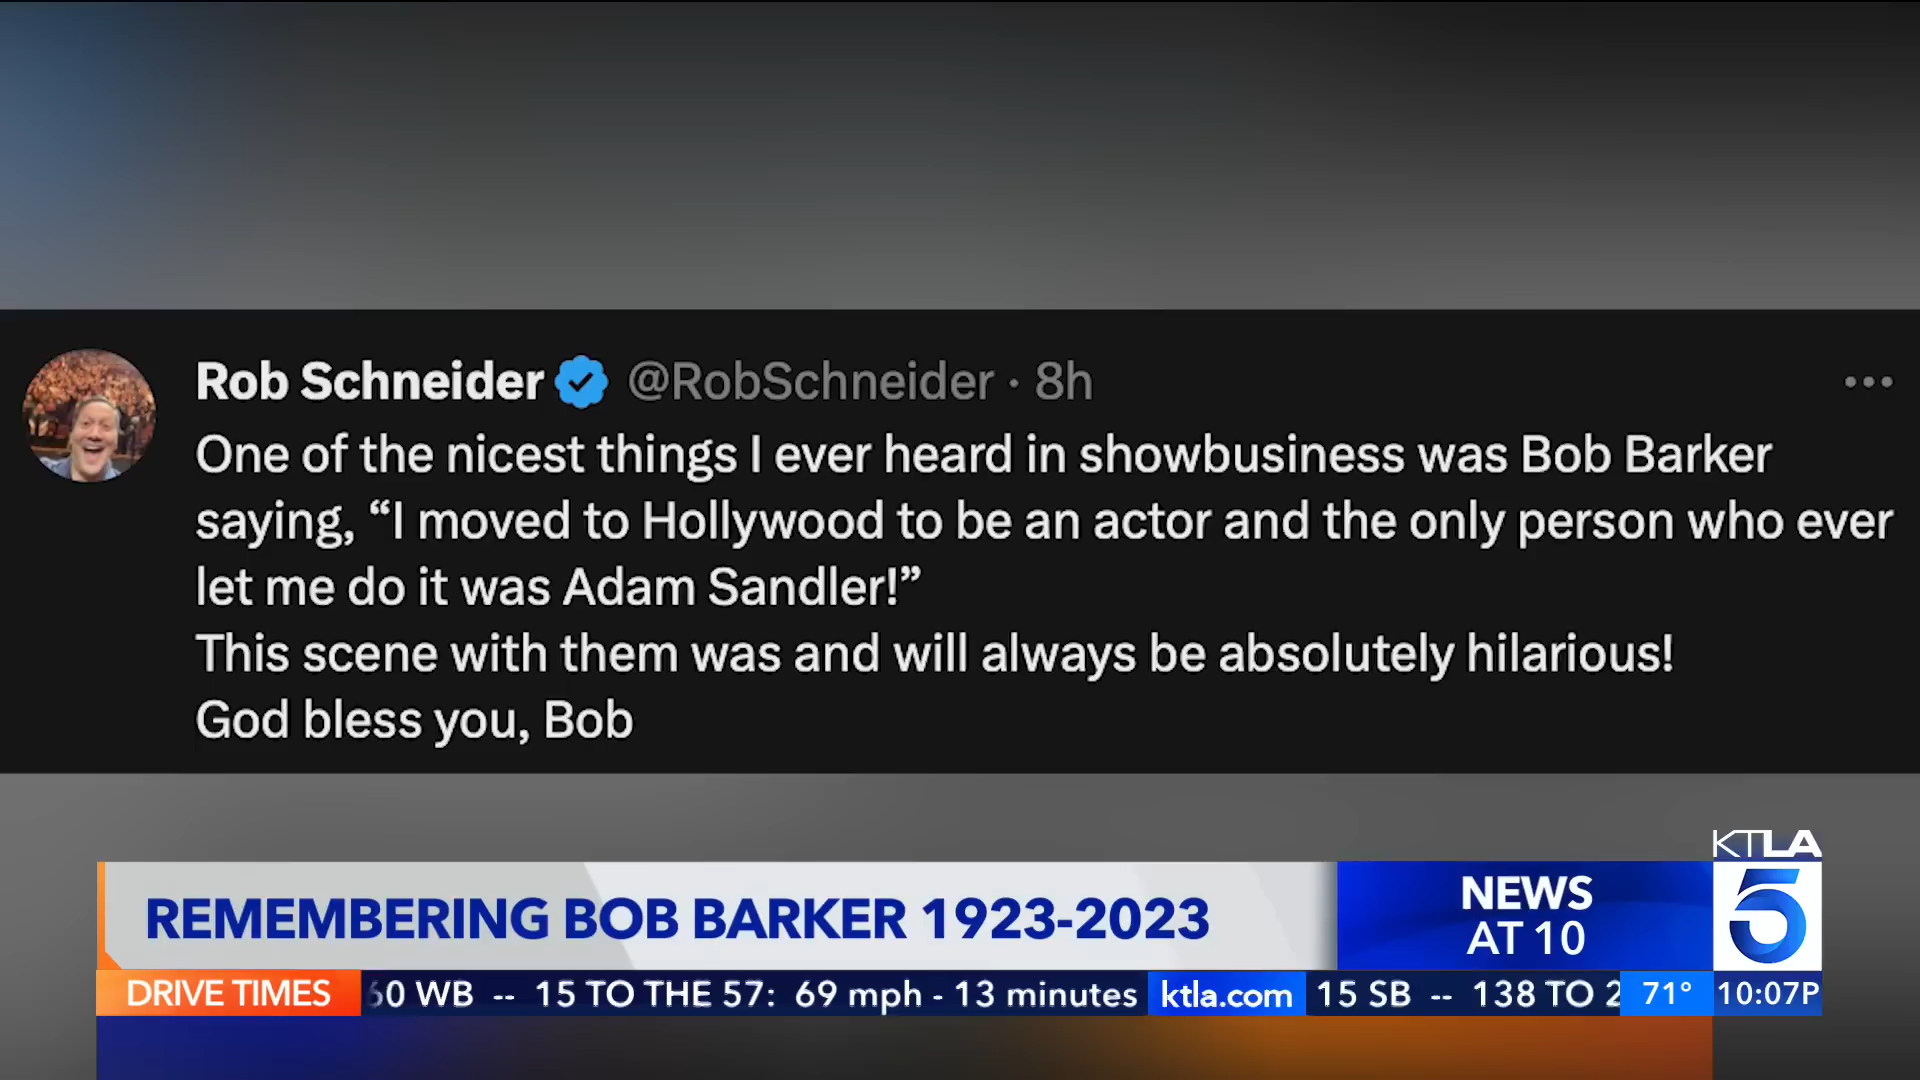 Rob Schneider @RobSchneider · 8h
One of the nicest things I ever heard in showbusiness was Bob Barker
saying, “I moved to Hollywood to be an actor and the only person who ever
let me do it was Adam Sandler!”
This scene with them was and will always be absolutely hilarious!
God bless you, Bob
KTLA
5
REMEMBERING BOB BARKER 1923-2023
NEWS
AT 10
DRIVE TIMES 60 WB -- 15 TO THE 57: 69 mph - 13 minutes ktla.com 15 SB -- 138 TO 2 71° 10:07P